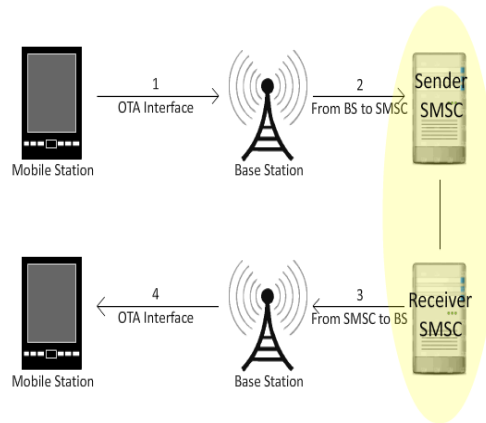 1
OTA Interface
2
From BS to SMSC
Sender
SMSC
Mobile Station
Base Station
4
OTA Interface
3
From SMSC to BS
Receiver
SMSC
Mobile Station
Base Station